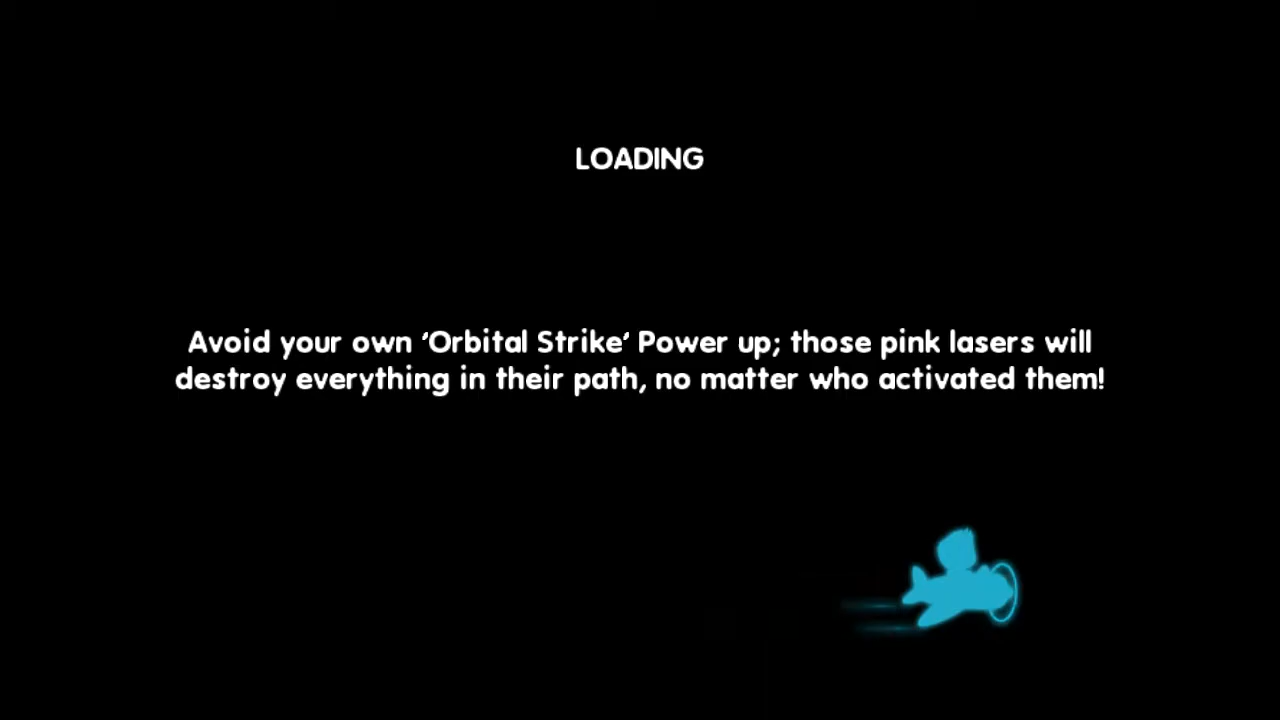 LOADING
Avoid your own 'Orbital Strike' Power up; those pink lasers will
destroy everything in their path, no matter who activated them!